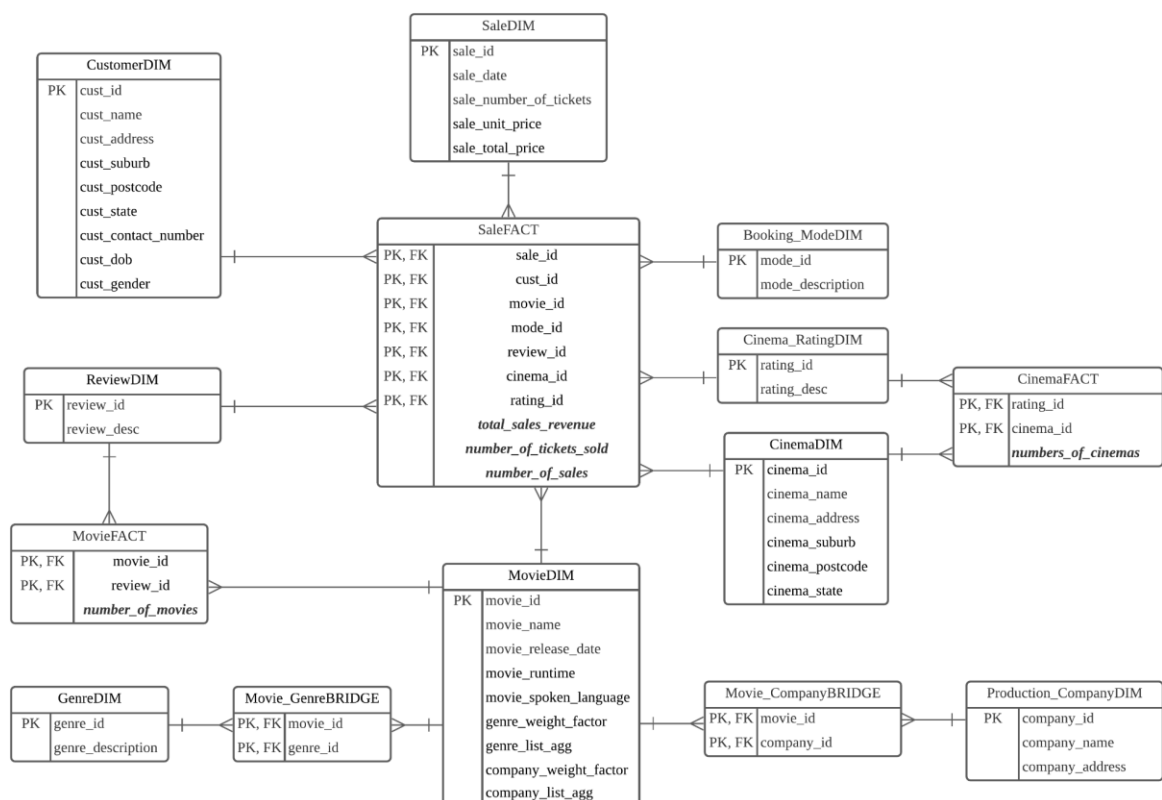 SaleDIM
PK sale_id
sale_date
sale_number_of_tickets
sale_unit_price
sale_total_price
CustomerDIM
PK cust_id
cust_name
cust_address
cust_suburb
cust_postcode
cust_state
cust_contact_number
cust_dob
cust_gender
SaleFACT
PK, FK sale_id
PK, FK cust_id
PK, FK movie_id
PK, FK mode_id
PK, FK review_id
PK, FK cinema_id
PK, FK rating_id
total_sales_revenue
number_of_tickets_sold
number_of_sales
Booking_ModeDIM
PK mode_id
mode_description
Cinema_RatingDIM
PK rating_id
rating_desc
CinemaFACT
PK, FK rating_id
PK, FK cinema_id
numbers_of_cinemas
ReviewDIM
PK review_id
review_desc
CinemaDIM
PK cinema_id
cinema_name
cinema_address
cinema_suburb
cinema_postcode
cinema_state
MovieFACT
PK, FK movie_id
PK, FK review_id
number_of_movies
MovieDIM
PK movie_id
movie_name
movie_release_date
movie_runtime
movie_spoken_language
genre_weight_factor
genre_list_agg
company_weight_factor
company_list_agg
GenreDIM
PK genre_id
genre_description
Movie_GenreBRIDGE
PK, FK movie_id
PK, FK genre_id
Movie_CompanyBRIDGE
PK, FK movie_id
PK, FK company_id
Production_CompanyDIM
PK company_id
company_name
company_address